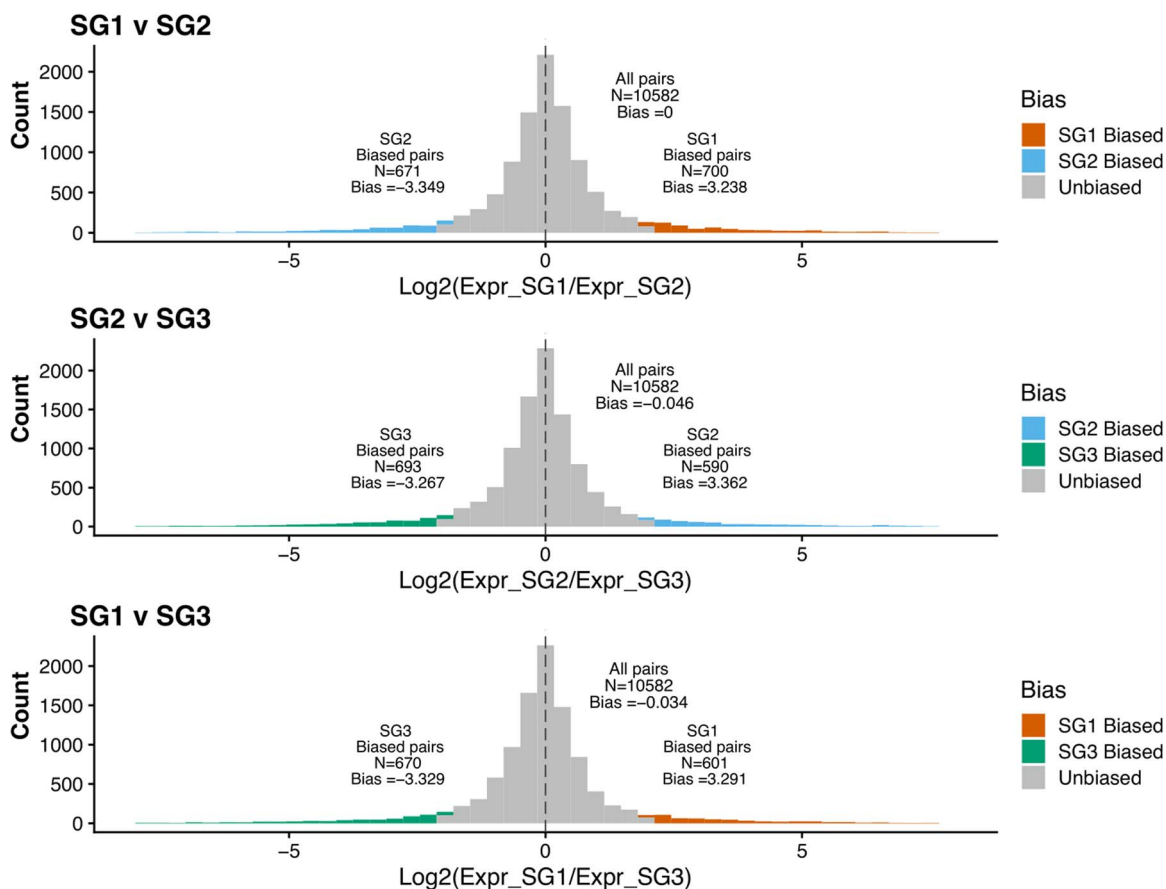 SG1 v SG2
Count
2000
1500
1000
500
0
All pairs
N=10582
Bias =0
SG2
Biased pairs
N=671
Bias =−3.349
SG1
Biased pairs
N=700
Bias =3.238
−5
0
5
Log2(Expr_SG1/Expr_SG2)
Bias
SG1 Biased
SG2 Biased
Unbiased
SG2 v SG3
Count
2000
1500
1000
500
0
All pairs
N=10582
Bias =−0.046
SG3
Biased pairs
N=693
Bias =−3.267
SG2
Biased pairs
N=590
Bias =3.362
−5
0
5
Log2(Expr_SG2/Expr_SG3)
Bias
SG2 Biased
SG3 Biased
Unbiased
SG1 v SG3
Count
2000
1500
1000
500
0
All pairs
N=10582
Bias =−0.034
SG3
Biased pairs
N=670
Bias =−3.329
SG1
Biased pairs
N=601
Bias =3.291
−5
0
5
Log2(Expr_SG1/Expr_SG3)
Bias
SG1 Biased
SG3 Biased
Unbiased